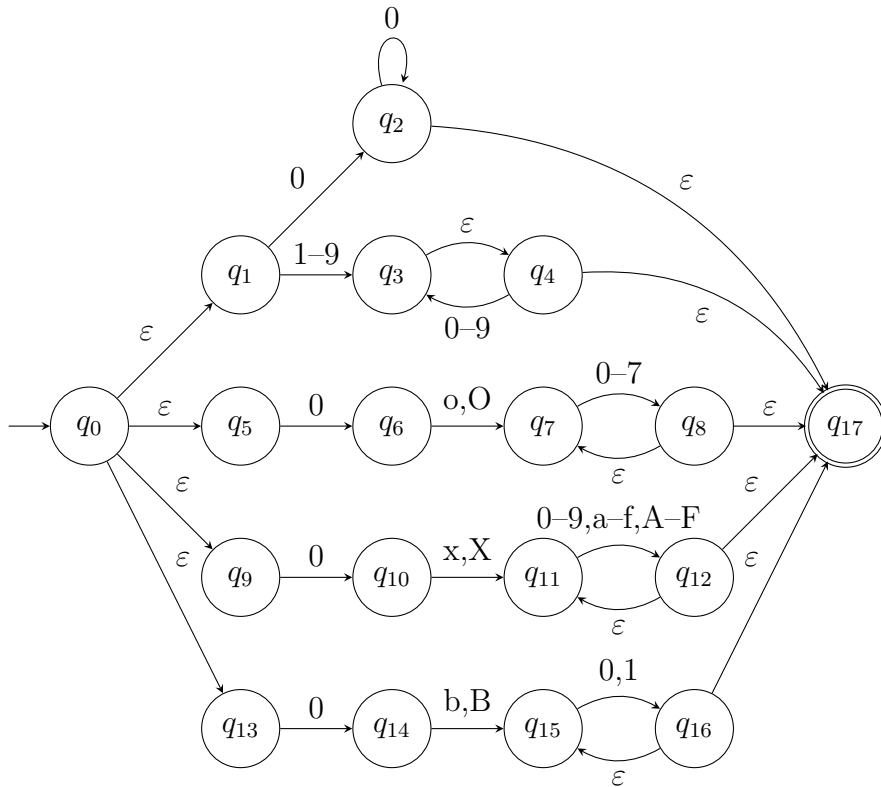 0
q₂
0
ε
1–9
ε
q₁
q₃
q₄
ε
0–9
ε
0–7
q₀
ε
q₅
0
q₆
o,O
q₇
q₈
ε
q₁₇
ε
ε
ε
0–9,a–f,A–F
ε
q₉
0
q₁₀
x,X
q₁₁
q₁₂
ε
ε
0,1
q₁₃
0
q₁₄
b,B
q₁₅
q₁₆
ε